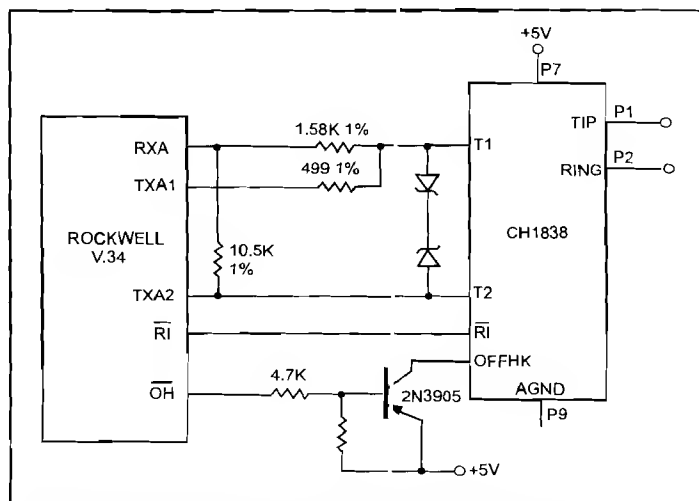 +5V
P7
RXA
1.58K 1%
T1
TIP
P1
TXA1
499 1%
RING
P2
ROCKWELL
V.34
10.5K
1%
CH1838
TXA2
T2
RI
RI
OFFHK
OH
4.7K
2N3905
AGND
P9
+5V